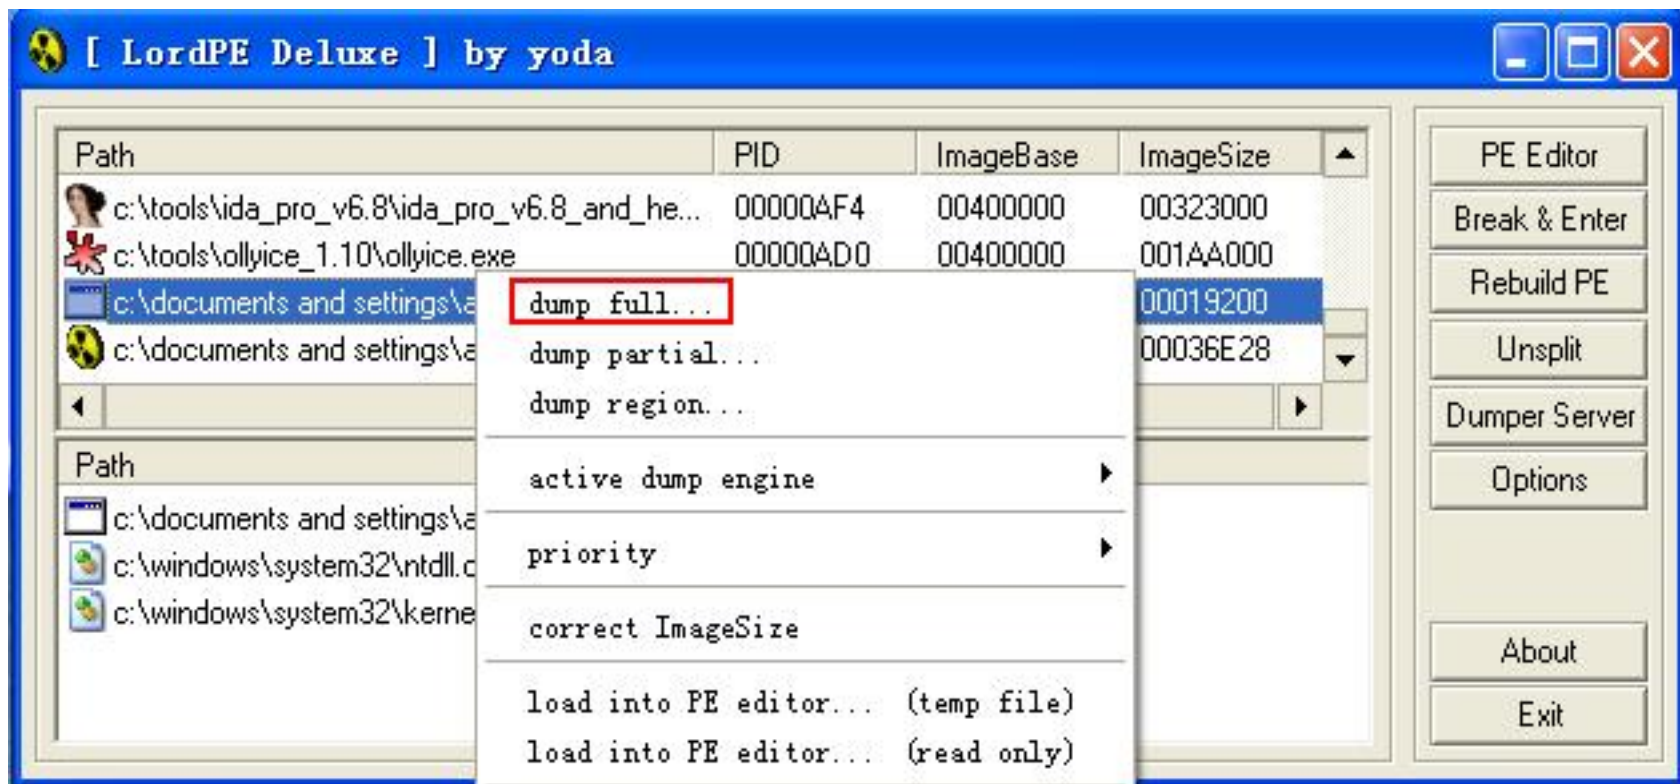 [ LordPE Deluxe ] by yoda
Path PID ImageBase ImageSize
c:\tools\ida_pro_v6.8\ida_pro_v6.8_and_he... 00000AF4 00400000 00323000
c:\tools\ollyice_1.10\ollyice.exe 00000AD0 00400000 001AA000
c:\documents and settings\a 00019200
c:\documents and settings\a 00036E28
dump full...
dump partial...
dump region...
active dump engine
priority
correct ImageSize
load into PE editor... (temp file)
load into PE editor... (read only)
Path
c:\documents and settings\a
c:\windows\system32\ntdll.d
c:\windows\system32\kerne
PE Editor
Break & Enter
Rebuild PE
Unsplit
Dumper Server
Options
About
Exit